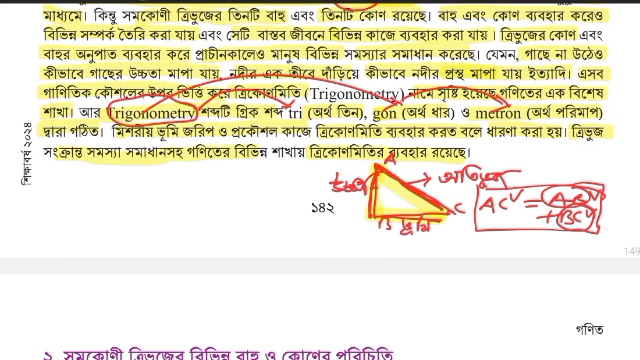 মাধ্যমে। কিন্তু সমকোণী ত্রিভুজের তিনটি বাহু এবং তিনটি কোণ রয়েছে। বাহু এবং কোণ ব্যবহার করেও
বিভিন্ন সম্পর্ক তৈরি করা যায় এবং সেটি বাস্তব জীবনে বিভিন্ন কাজে ব্যবহার করা যায়। ত্রিভুজের কোণ এবং
বাহুর অনুপাত ব্যবহার করে প্রাচীনকালেও মানুষ বিভিন্ন সমস্যার সমাধান করেছে। যেমন, গাছে না উঠেও
কীভাবে গাছের উচ্চতা মাপা যায়, নদীর এক তীরে দাঁড়িয়ে কীভাবে নদীর প্রস্থ মাপা যায় ইত্যাদি। এসব
গাণিতিক কৌশলের উপর ভিত্তি করে ত্রিকোণমিতি (Trigonometry) নামে সৃষ্টি হয়েছে গণিতের এক বিশেষ
শাখা। আর Trigonometry শব্দটি গ্রিক শব্দ tri (অর্থ তিন), gon (অর্থ ধার) ও metron (অর্থ পরিমাপ)
দ্বারা গঠিত। মিশরীয় ভূমি জরিপ ও প্রকৌশল কাজে ত্রিকোণমিতি ব্যবহার করত বলে ধারণা করা হয়। ত্রিভুজ
সংক্রান্ত সমস্যা সমাধানসহ গণিতের বিভিন্ন শাখায় ত্রিকোণমিতির ব্যবহার রয়েছে।
শিক্ষাবর্ষ ২০২৪
A
অতিভুজ
B ভূমি C
১৪২
149
গণিত
২. সমকোণী ত্রিভুজের বিভিন্ন বাহু ও কোণের পরিচিতি